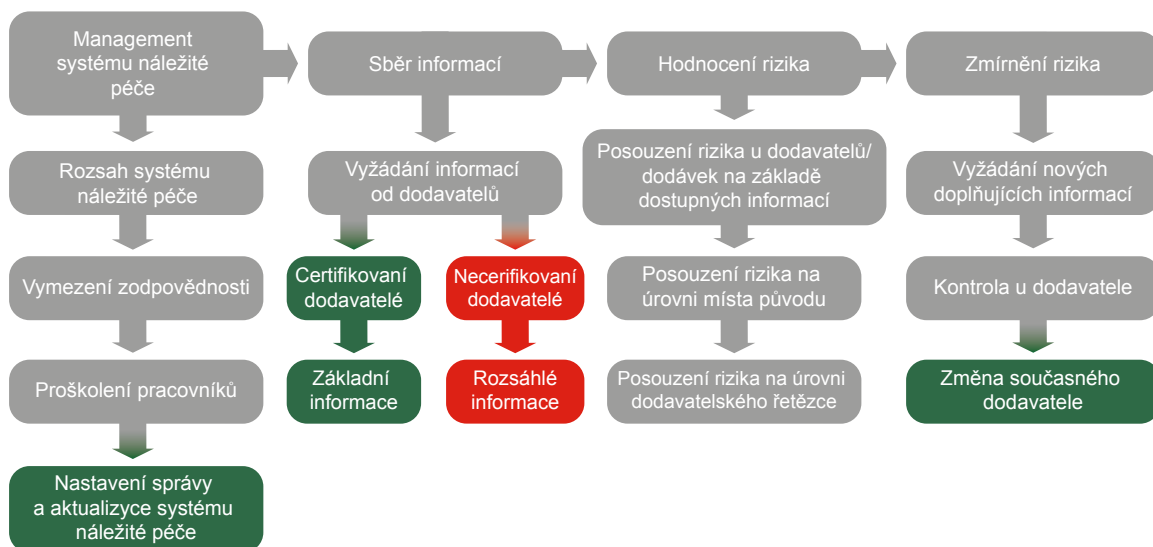 Management
systému náležité
péče
Sběr informací
Hodnocení rizika
Zmírnění rizika
Rozsah systému
náležité péče
Vyžádání informací
od dodavatelů
Posouzení rizika u dodavatelů/
dodávek na základě
dostupných informací
Vyžádání nových
doplňujících informací
Vymezení zodpovědnosti
Certifikovaní
dodavatelé
Necerifikovaní
dodavatelé
Posouzení rizika na
úrovni místa původu
Kontrola u dodavatele
Proškolení pracovníků
Základní
informace
Rozsáhlé
informace
Posouzení rizika na úrovni
dodavatelského řetězce
Změna současného
dodavatele
Nastavení správy
a aktualizyce systému
náležité péče